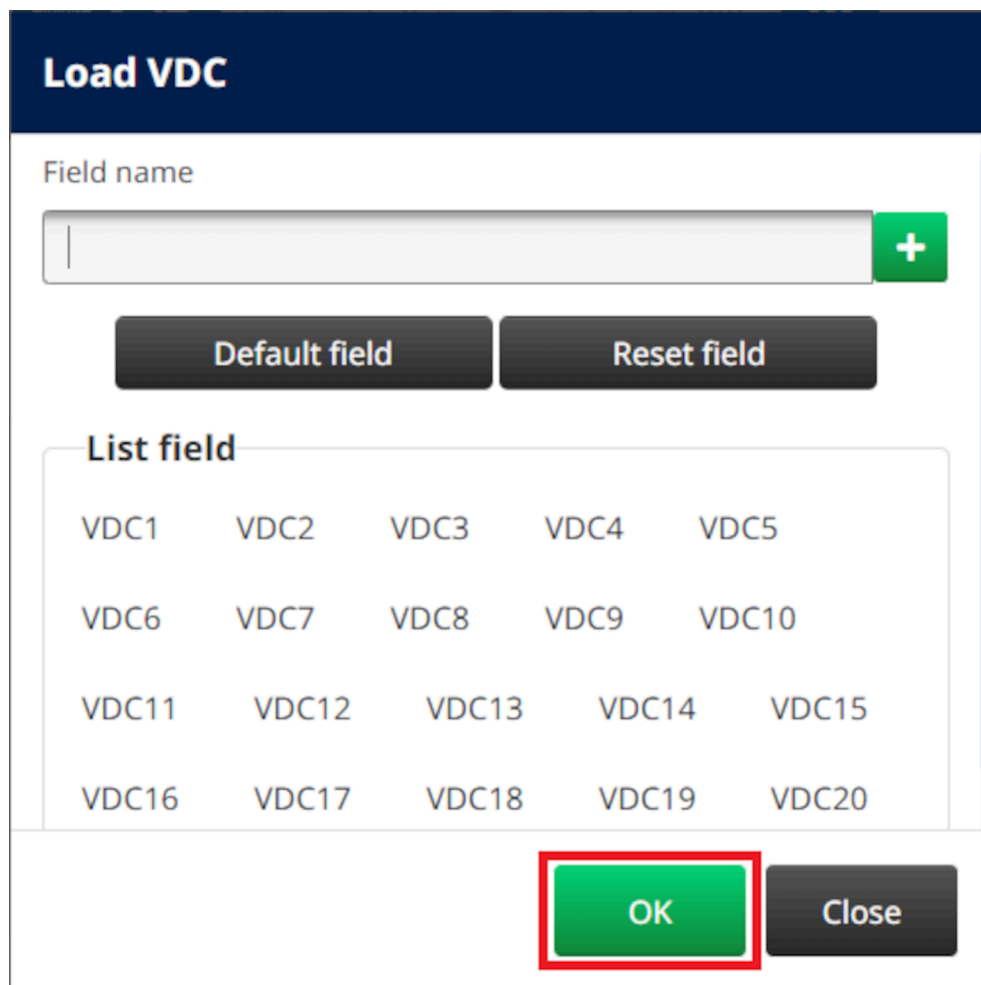 Load VDC
Field name
+
Default field Reset field
List field
VDC1 VDC2 VDC3 VDC4 VDC5
VDC6 VDC7 VDC8 VDC9 VDC10
VDC11 VDC12 VDC13 VDC14 VDC15
VDC16 VDC17 VDC18 VDC19 VDC20
OK Close